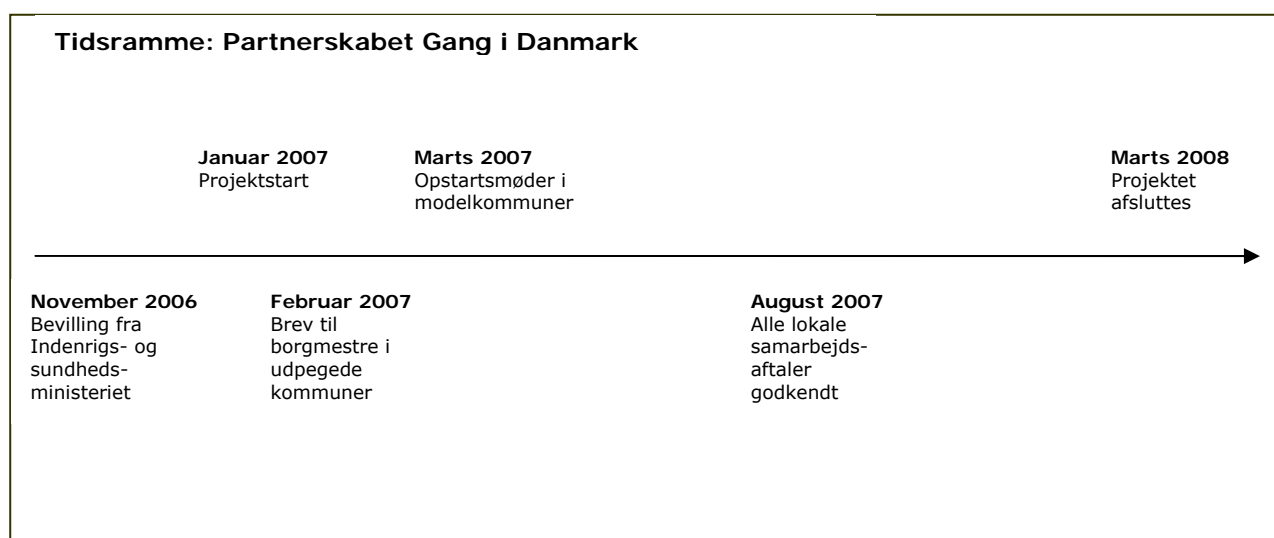 Tidsramme: Partnerskabet Gang i Danmark
Januar 2007
Projektstart
Marts 2007
Opstartsmøder i
modelkommuner
Marts 2008
Projektet
afsluttes
November 2006
Bevilling fra
Indenrigs- og
sundheds-
ministeriet
Februar 2007
Brev til
borgmestre i
udpegede
kommuner
August 2007
Alle lokale
samarbejds-
aftaler
godkendt